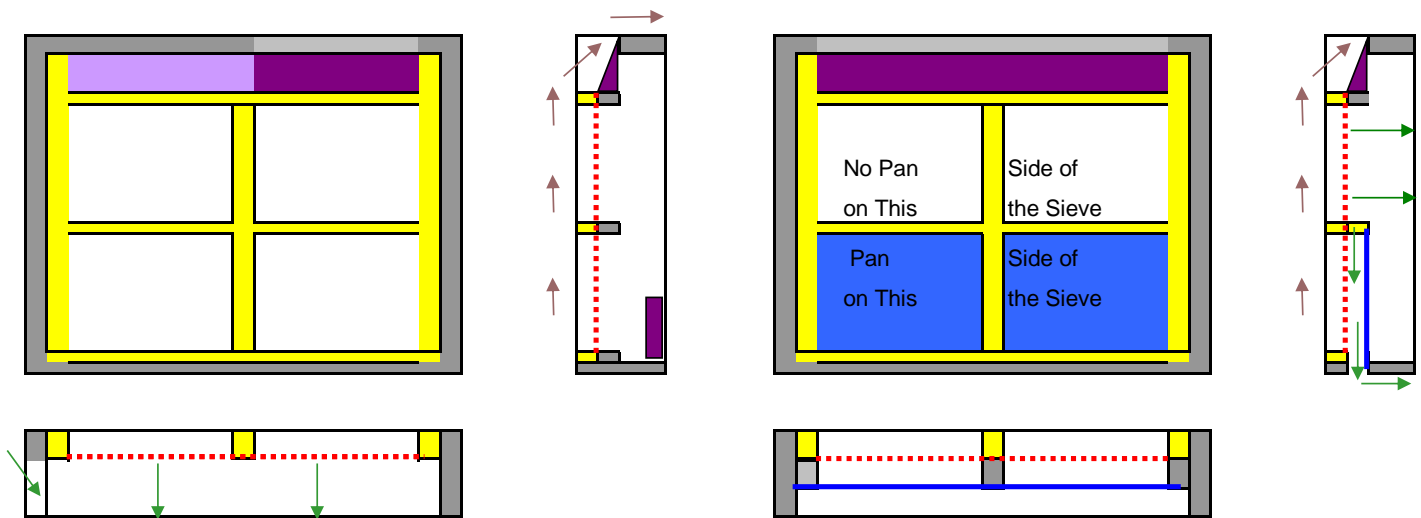 No Pan
on This
Side of
the Sieve
Pan
on This
Side of
the Sieve